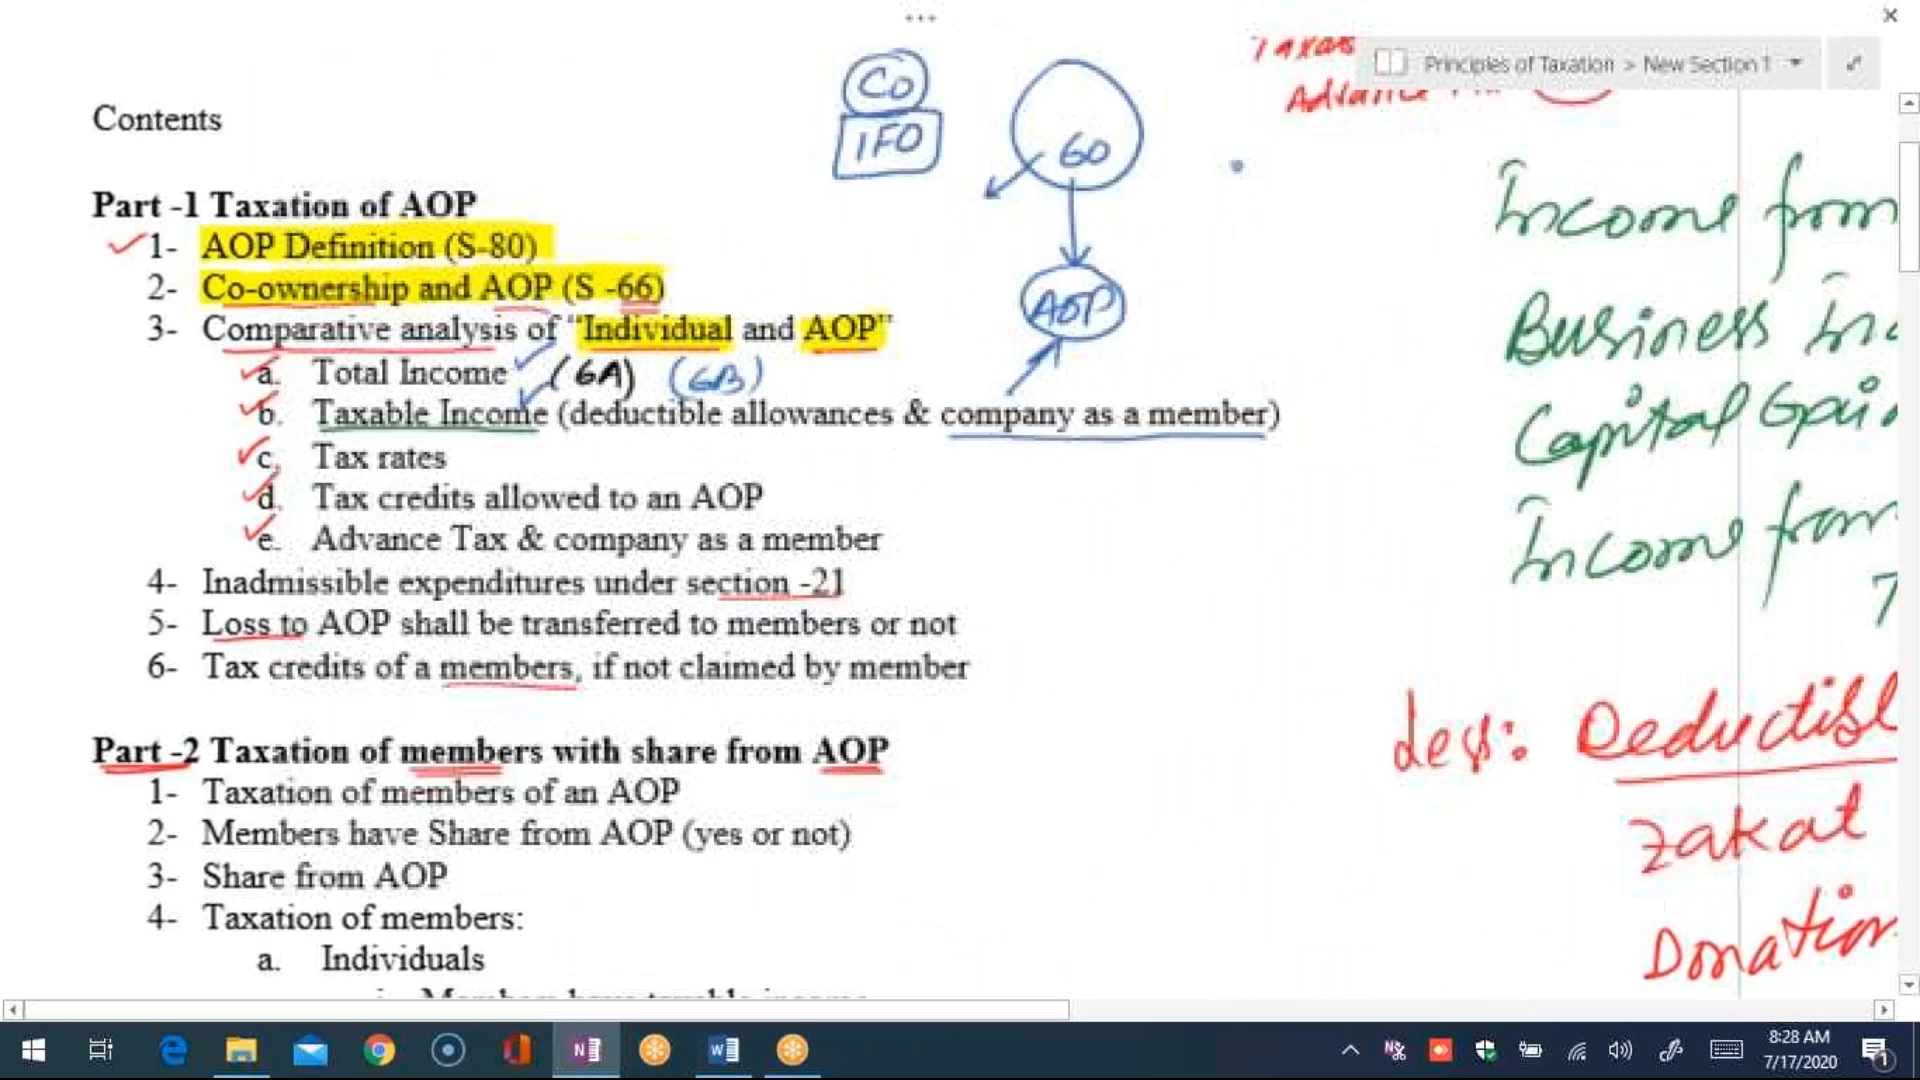 Principles of Taxation > New Section 1
Contents
CO
IFO
60
Advance
Part -1 Taxation of AOP
1- AOP Definition (S-80)
2- Co-ownership and AOP (S -66)
AOP
3- Comparative analysis of "Individual and AOP"
a. Total Income (6A) (6B)
b. Taxable Income (deductible allowances & company as a member)
c. Tax rates
d. Tax credits allowed to an AOP
e. Advance Tax & company as a member
4- Inadmissible expenditures under section -21
5- Loss to AOP shall be transferred to members or not
6- Tax credits of a members, if not claimed by member
Part -2 Taxation of members with share from AOP
1- Taxation of members of an AOP
2- Members have Share from AOP (yes or not)
3- Share from AOP
4- Taxation of members:
a. Individuals
Income from
Business Inc
Capital Gain
Income from
less: Deductibl
Zakat
Donation
8:28 AM
7/17/2020